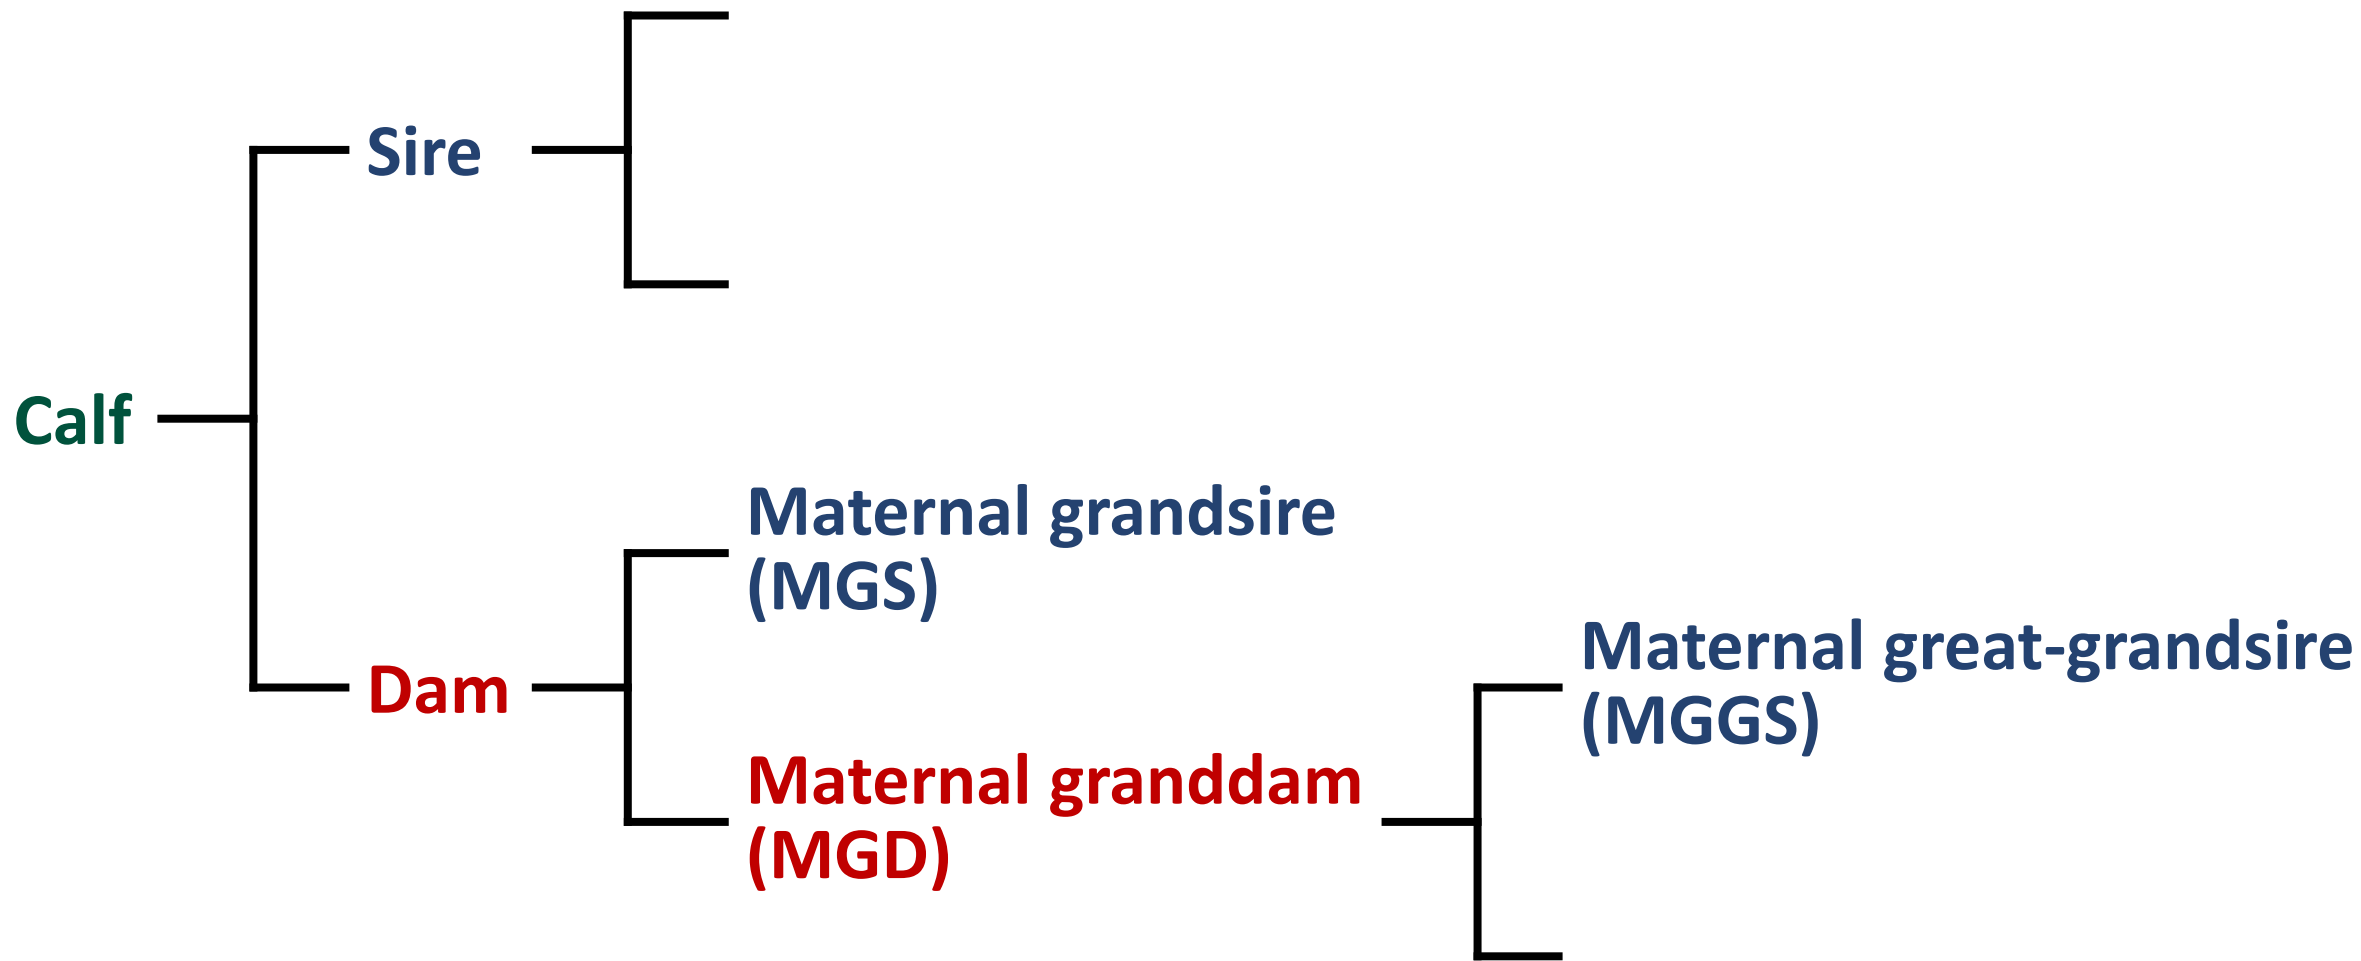 Sire
Calf
Maternal grandsire
(MGS)
Maternal great-grandsire
(MGGS)
Dam
Maternal granddam
(MGD)